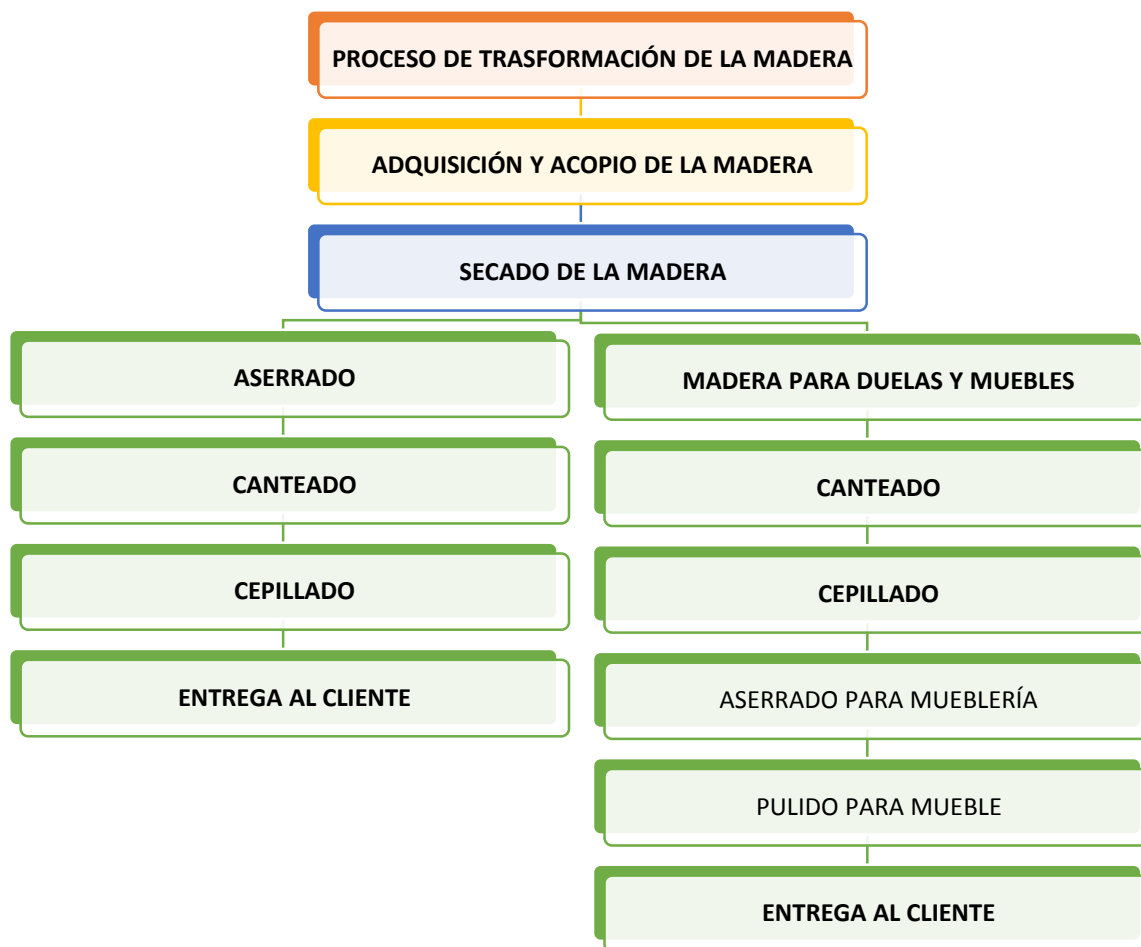 PROCESO DE TRASFORMACIÓN DE LA MADERA
ADQUISICIÓN Y ACOPIO DE LA MADERA
SECADO DE LA MADERA
ASERRADO
CANTEADO
CEPILLADO
ENTREGA AL CLIENTE
MADERA PARA DUELAS Y MUEBLES
CANTEADO
CEPILLADO
ASERRADO PARA MUEBLERÍA
PULIDO PARA MUEBLE
ENTREGA AL CLIENTE